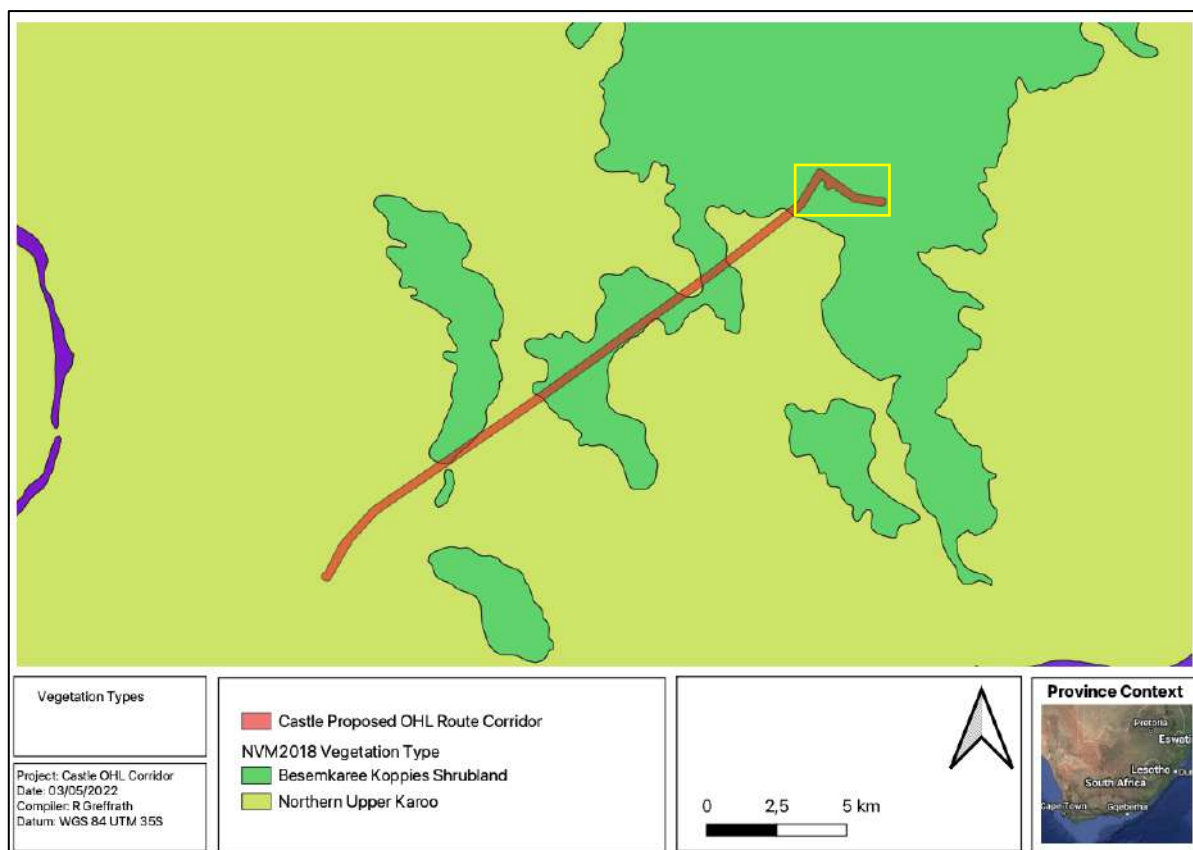 Vegetation Types
Project: Castle OHL Corridor
Date: 03/05/2022
Compiler: R Greffrath
Datum: WGS 84 UTM 35S
Castle Proposed OHL Route Corridor
NVM2018 Vegetation Type
Besemkaree Koppies Shrubland
Northern Upper Karoo
0 2,5 5 km
Province Context
Pretoria
Eswati
Lesotho
Du
South Africa
Cape Town
Gqeberha